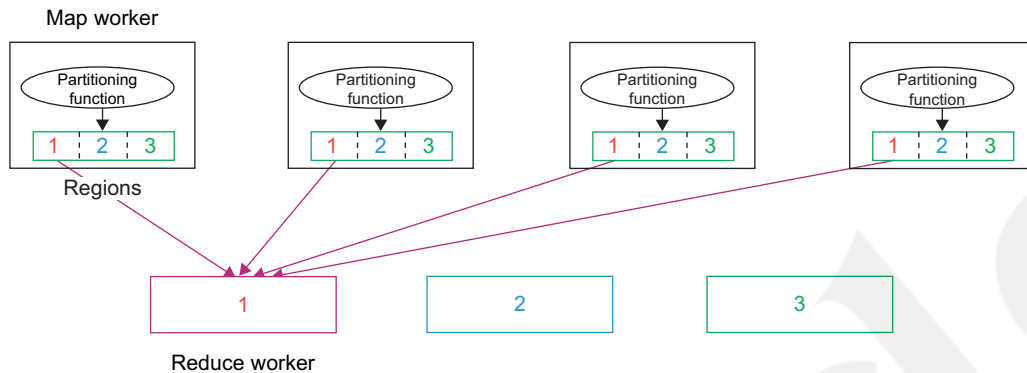 Map worker
Partitioning
function
1 2 3
Partitioning
function
1 2 3
Partitioning
function
1 2 3
Partitioning
function
1 2 3
Regions
1
2
3
Reduce worker